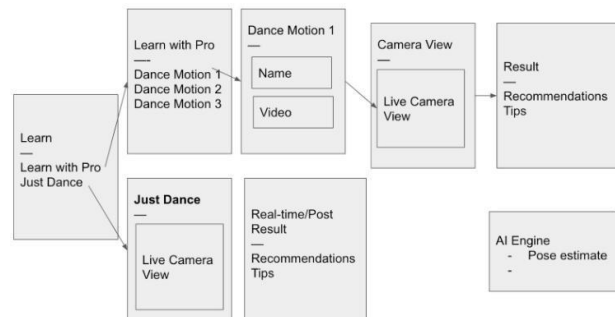 Learn
—
Learn with Pro
Just Dance
Learn with Pro
—-
Dance Motion 1
Dance Motion 2
Dance Motion 3
Dance Motion 1
—
Name
Video
Camera View
—
Live Camera
View
Result
—
Recommendations
Tips
Just Dance
—
Live Camera
View
Real-time/Post
Result
—
Recommendations
Tips
AI Engine
- Pose estimate
-